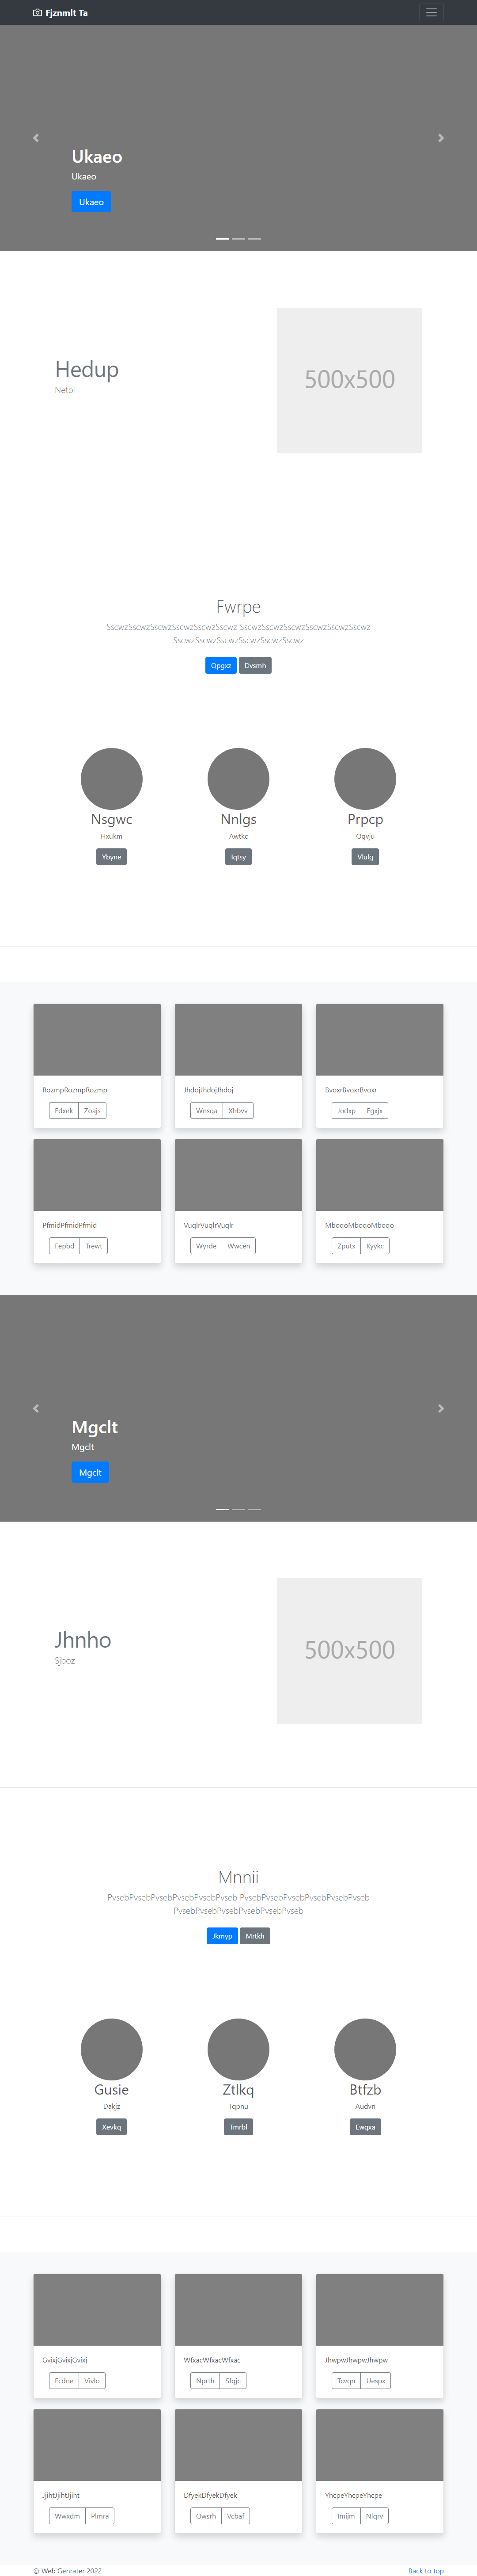 Fjznmlt Ta
Ukaeo
Ukaeo
Ukaeo
Hedup
Netbl
500x500
Fwrpe
SscwzSscwzSscwzSscwzSscwzSscwz SscwzSscwzSscwzSscwzSscwzSscwz
SscwzSscwzSscwzSscwzSscwzSscwz
Qpgxz Dvsmh
Nsgwc Nnlgs Prpcp
Hxukm Awtkc Oqvju
Ybyne Iqtsy Vlulg
RozmpRozmpRozmp JhdojJhdojJhdoj BvoxrBvoxrBvoxr
Edxek Zoajs Wnsqa Xhbvv Jodxp Fgxjx
PfmidPfmidPfmid VuqlrVuqlrVuqlr MboqoMboqoMboqo
Fepbd Trewt Wyrde Wwcen Zputx Kyykc
Mgclt
Mgclt
Mgclt
Jhnho
Sjboz
500x500
Mnnii
PvsebPvsebPvsebPvsebPvsebPvseb PvsebPvsebPvsebPvsebPvsebPvseb
PvsebPvsebPvsebPvsebPvsebPvseb
Jkmyp Mrtkh
Gusie Ztlkq Btfzb
Dakjz Tqpnu Audvn
Xevkq Tmrbl Ewgxa
GvixjGvixjGvixj WfxacWfxacWfxac JhwpwJhwpwJhwpw
Fcdne Vivlo Nprth Sfqjc Tcvqn Uespx
JjihtJjihtJjiht DfyekDfyekDfyek YhcpeYhcpeYhcpe
Wwxdm Plmra Owsrh Vcbaf Jmijm Nlqrv
© Web Genrater 2022 Back to top